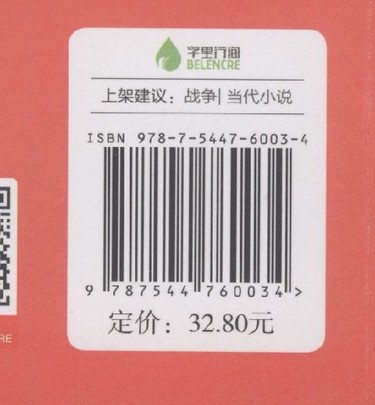 字里行间
BELENCRE
上架建议：战争| 当代小说
ISBN 978-7-5447-6003-4
9 787544 760034 >
定价：32.80元
RE